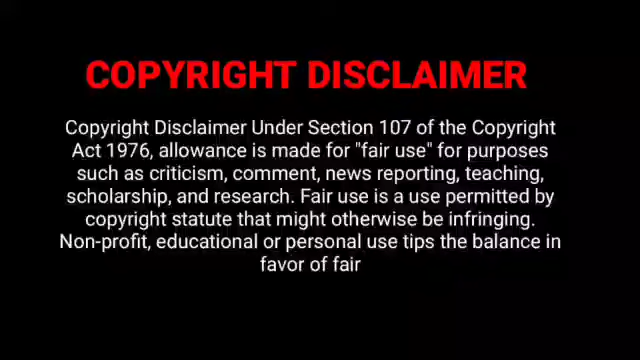 COPYRIGHT DISCLAIMER
Copyright Disclaimer Under Section 107 of the Copyright
Act 1976, allowance is made for "fair use" for purposes
such as criticism, comment, news reporting, teaching,
scholarship, and research. Fair use is a use permitted by
copyright statute that might otherwise be infringing.
Non-profit, educational or personal use tips the balance in
favor of fair